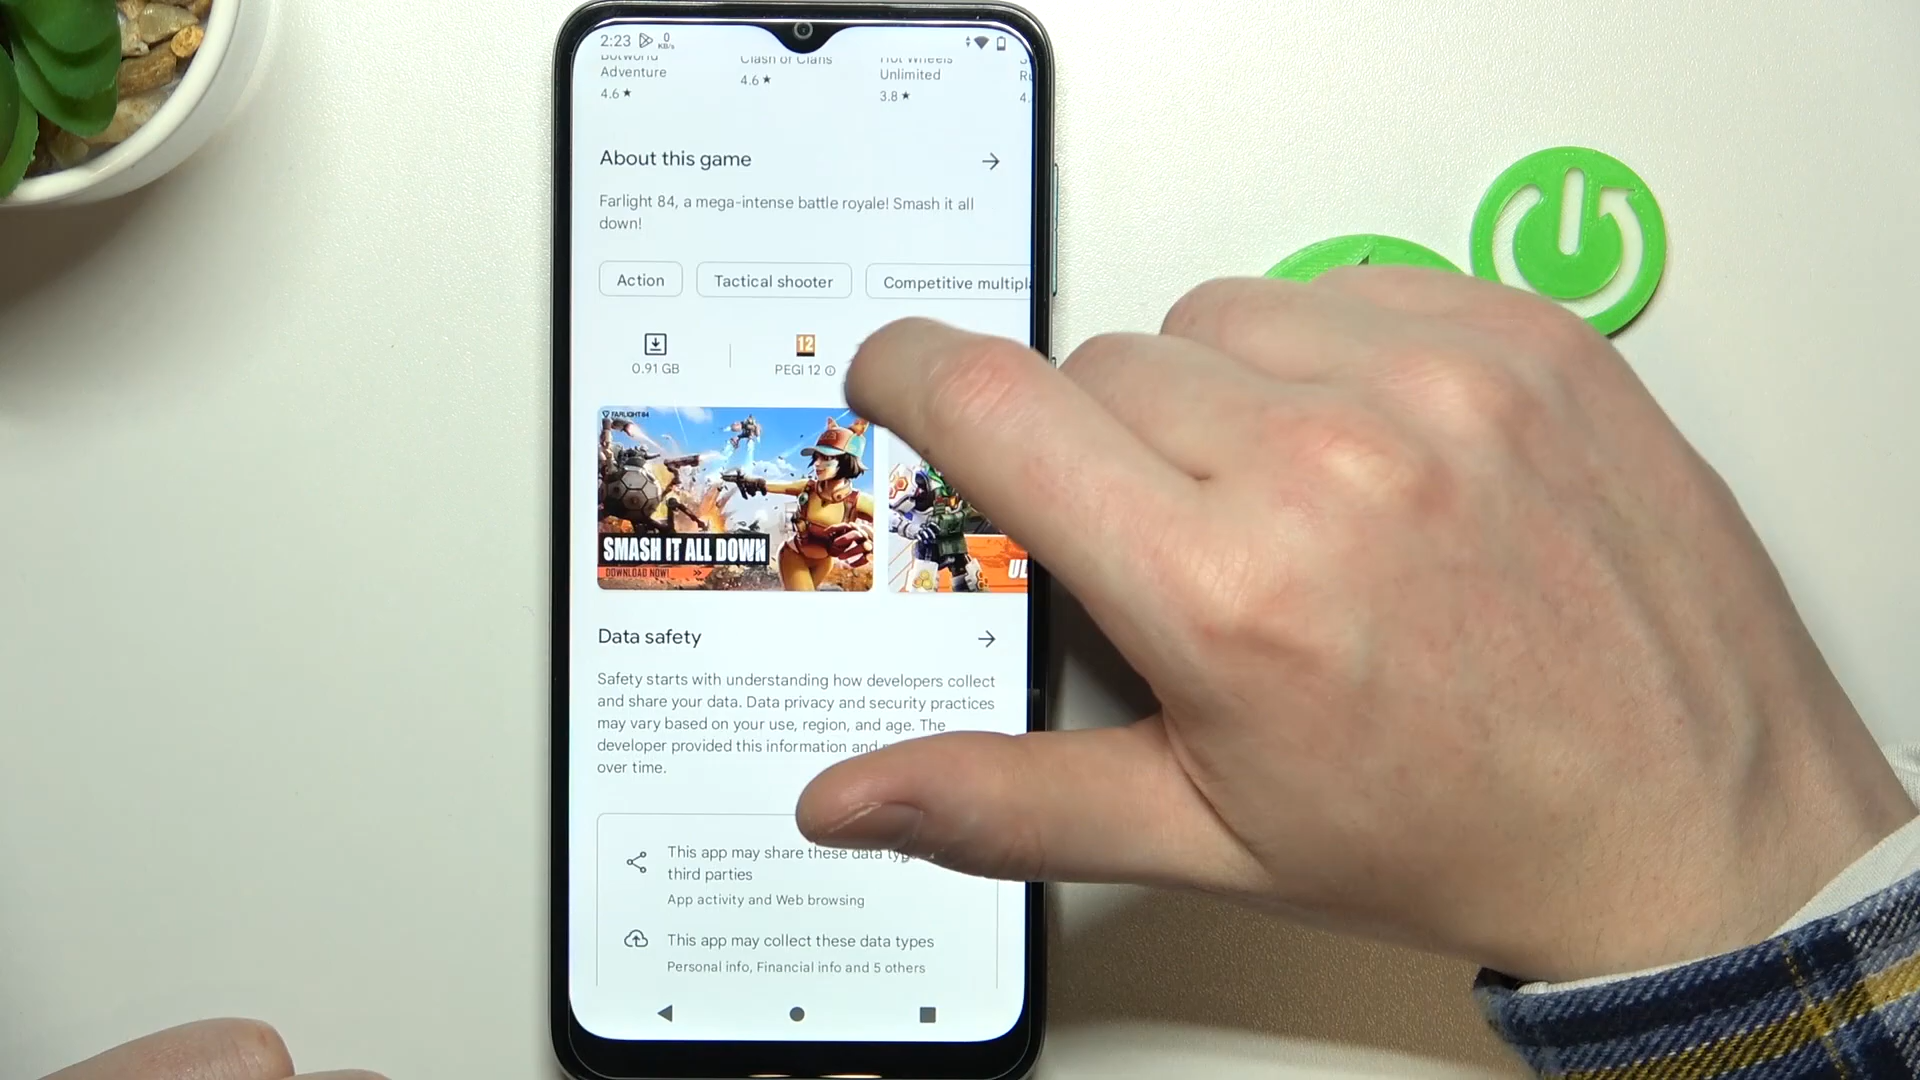 2:23 0 KB/s
Botworld Adventure
4.6 ★
Clash of Clans
4.6 ★
Hot Wheels Unlimited
3.8 ★
4.
About this game
Farlight 84, a mega-intense battle royale! Smash it all
down!
Action Tactical shooter Competitive multipl
12
0.91 GB PEGI 12
FARLIGHT 84
SMASH IT ALL DOWN
DOWNLOAD NOW! >>
Data safety
Safety starts with understanding how developers collect
and share your data. Data privacy and security practices
may vary based on your use, region, and age. The
developer provided this information and
over time.
This app may share these data
third parties
App activity and Web browsing
This app may collect these data types
Personal info, Financial info and 5 others